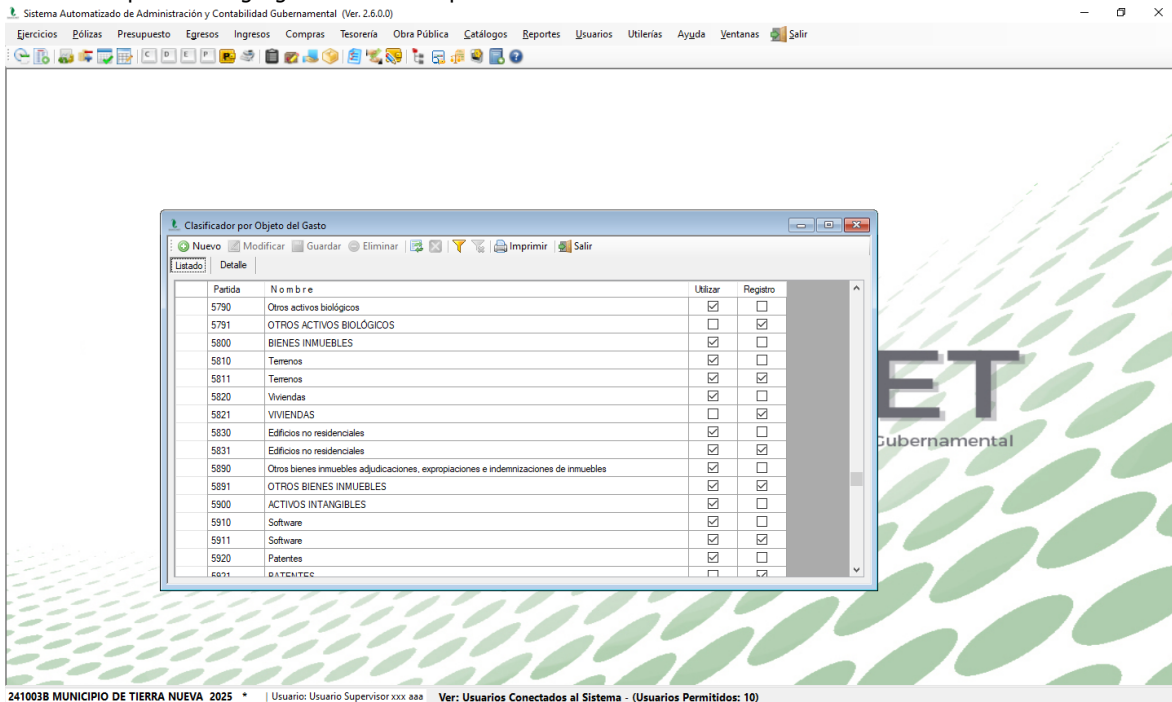 Sistema Automatizado de Administración y Contabilidad Gubernamental (Ver. 2.6.0.0)
Ejercicios Pólizas Presupuesto Egresos Ingresos Compras Tesorería Obra Pública Catálogos Reportes Usuarios Utilerías Ayuda Ventanas Salir
C D E P P
Clasificador por Objeto del Gasto
Nuevo Modificar Guardar Eliminar Imprimir Salir
Listado Detalle
Partida Nombre Utilizar Registro
5790 Otros activos biológicos
5791 OTROS ACTIVOS BIOLÓGICOS
5800 BIENES INMUEBLES
5810 Terrenos
5811 Terrenos
5820 Viviendas
5821 VIVIENDAS
5830 Edificios no residenciales
5831 Edificios no residenciales
5890 Otros bienes inmuebles adjudicaciones, expropiaciones e indemnizaciones de inmuebles
5891 OTROS BIENES INMUEBLES
5900 ACTIVOS INTANGIBLES
5910 Software
5911 Software
5920 Patentes
5921 PATENTES
ET
Gubernamental
241003B MUNICIPIO DE TIERRA NUEVA 2025 * | Usuario: Usuario Supervisor xxx aaa Ver: Usuarios Conectados al Sistema - (Usuarios Permitidos: 10)